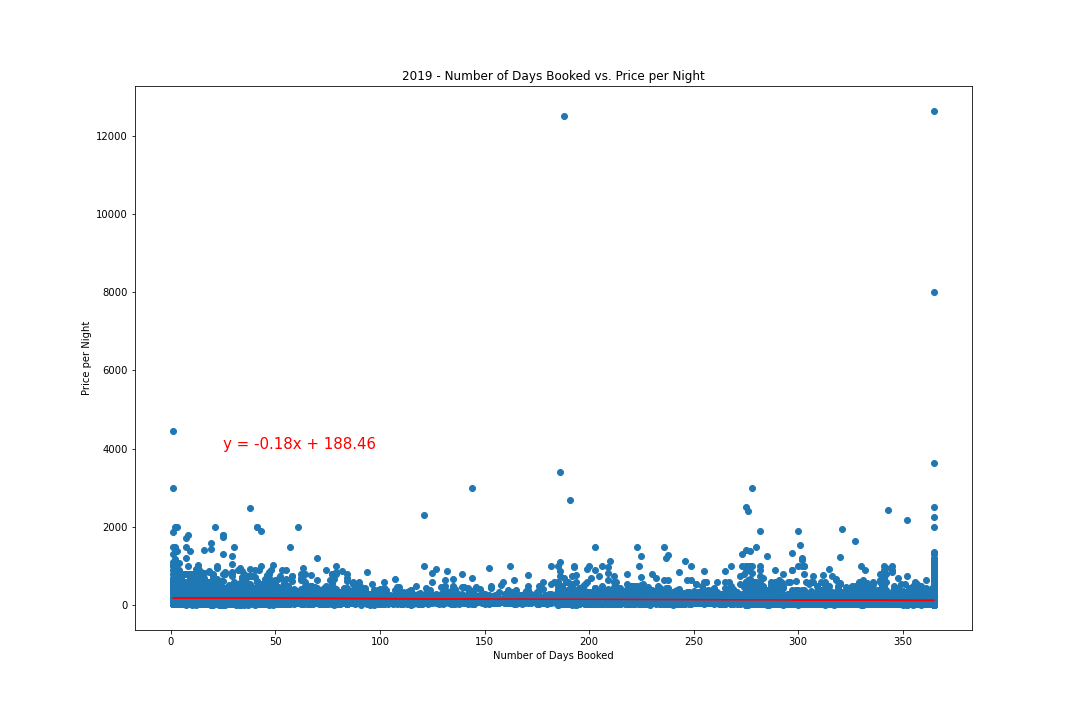 2019 - Number of Days Booked vs. Price per Night
12000
10000
8000
6000
4000
2000
0
Price per Night
y = -0.18x + 188.46
0 50 100 150 200 250 300 350
Number of Days Booked